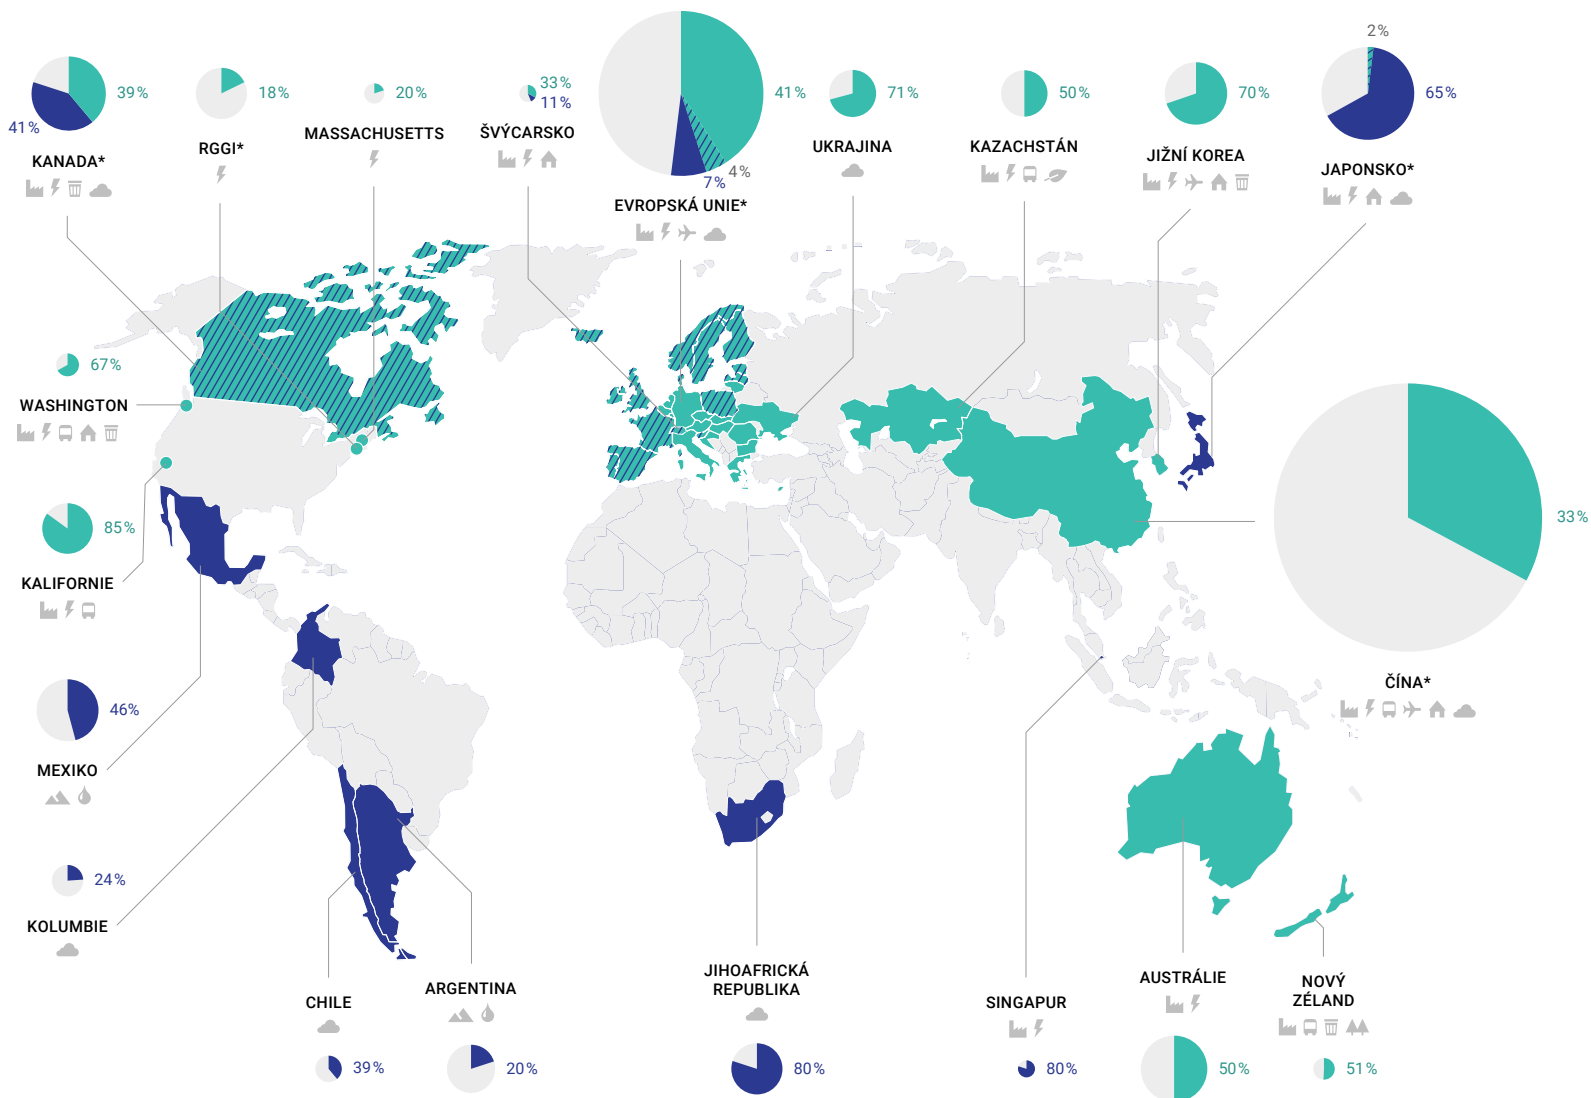 39%
41%
KANADA*
18%
RGGI*
20%
MASSACHUSETTS
33%
11%
ŠVÝCARSKO
41%
4%
7%
EVROPSKÁ UNIE*
71%
UKRAJINA
50%
KAZACHSTÁN
70%
JIŽNÍ KOREA
2%
65%
JAPONSKO*
67%
WASHINGTON
85%
KALIFORNIE
33%
ČÍNA*
46%
MEXIKO
24%
KOLUMBIE
CHILE
39%
ARGENTINA
20%
JIHOAFRICKÁ
REPUBLIKA
80%
SINGAPUR
80%
AUSTRÁLIE
50%
NOVÝ
ZÉLAND
51%